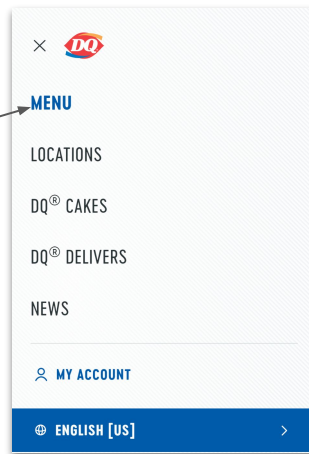 DQ
MENU
LOCATIONS
DQ® CAKES
DQ® DELIVERS
NEWS
MY ACCOUNT
ENGLISH [US]